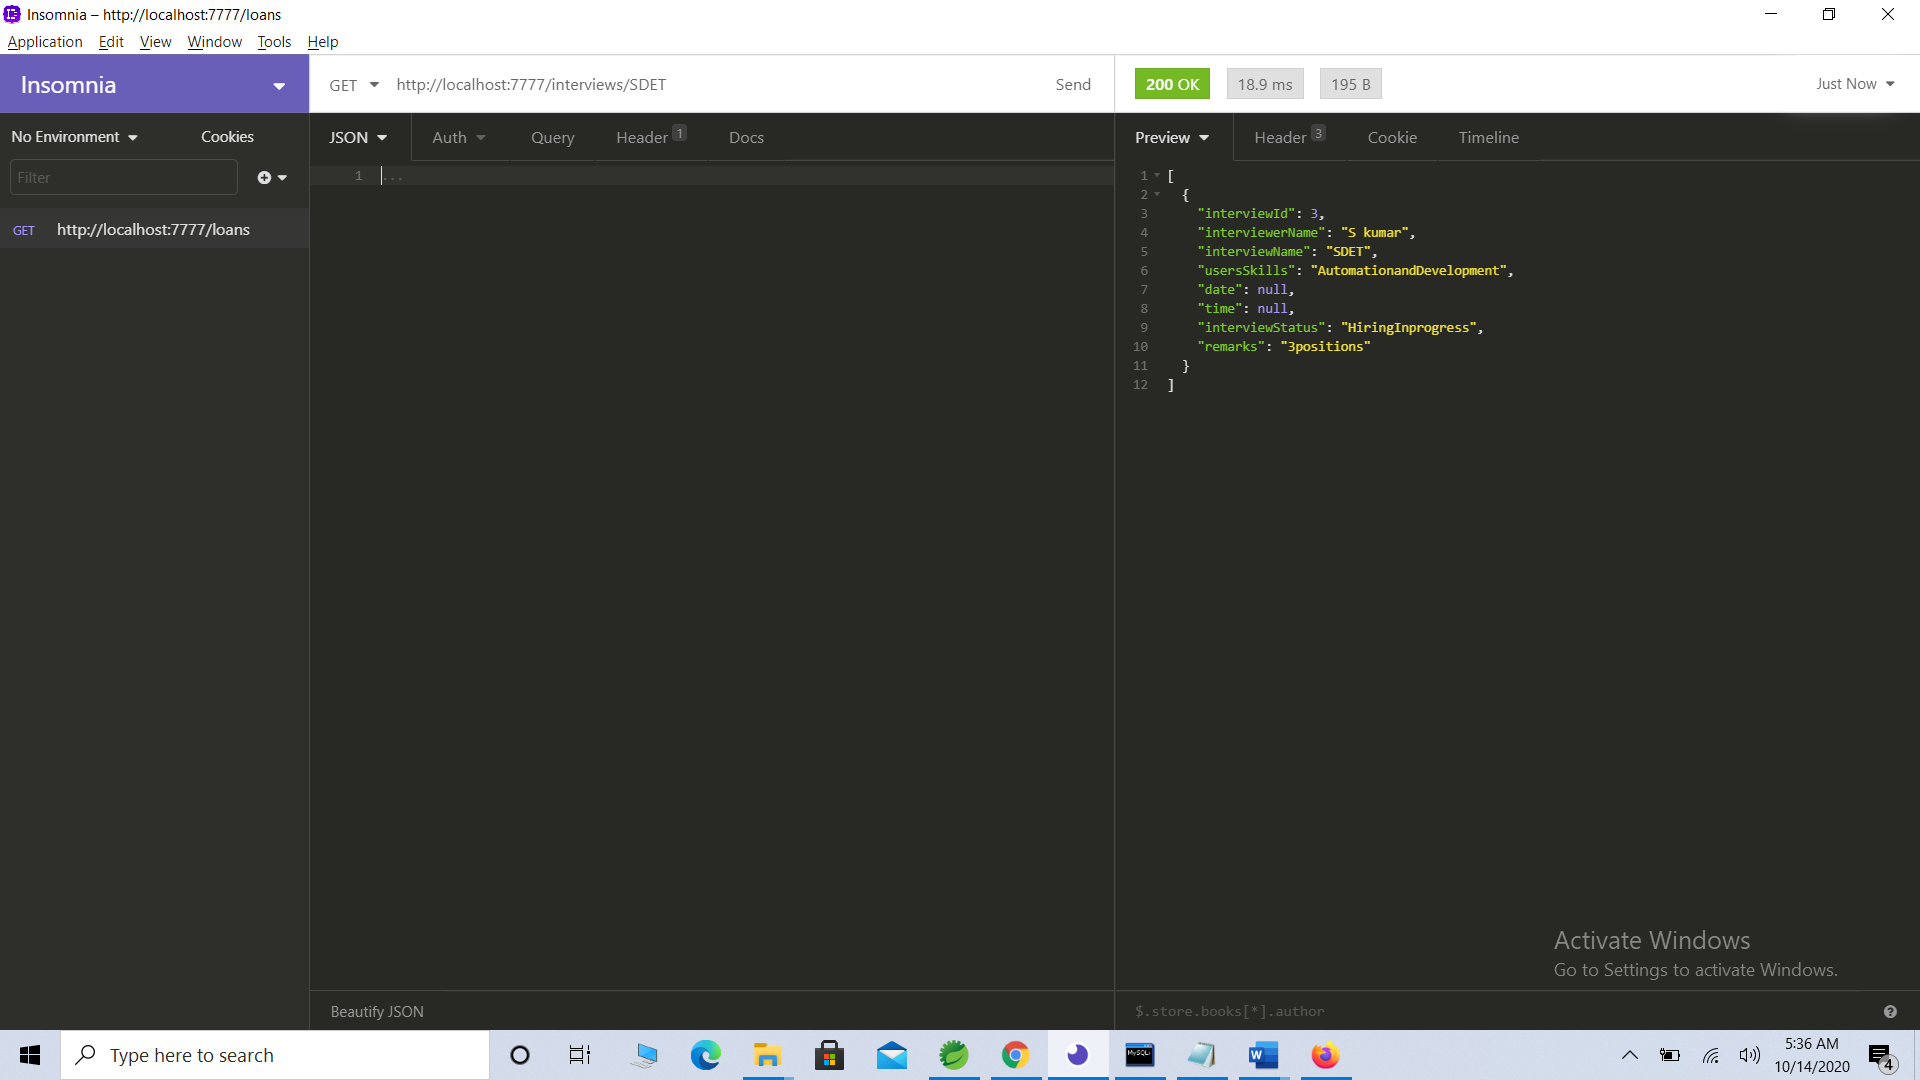 Insomnia – http://localhost:7777/loans
Application Edit View Window Tools Help
Insomnia
GET http://localhost:7777/interviews/SDET Send
200 OK 18.9 ms 195 B Just Now
No Environment Cookies
JSON Auth Query Header 1 Docs
Preview Header 3 Cookie Timeline
Filter
GET http://localhost:7777/loans
1 ...
1 [
2 {
3 "interviewId": 3,
4 "interviewerName": "S kumar",
5 "interviewName": "SDET",
6 "usersSkills": "AutomationandDevelopment",
7 "date": null,
8 "time": null,
9 "interviewStatus": "HiringInprogress",
10 "remarks": "3positions"
11 }
12 ]
Activate Windows
Go to Settings to activate Windows.
Beautify JSON
$.store.books[*].author
Type here to search
MySQL
W
5:36 AM
10/14/2020
4